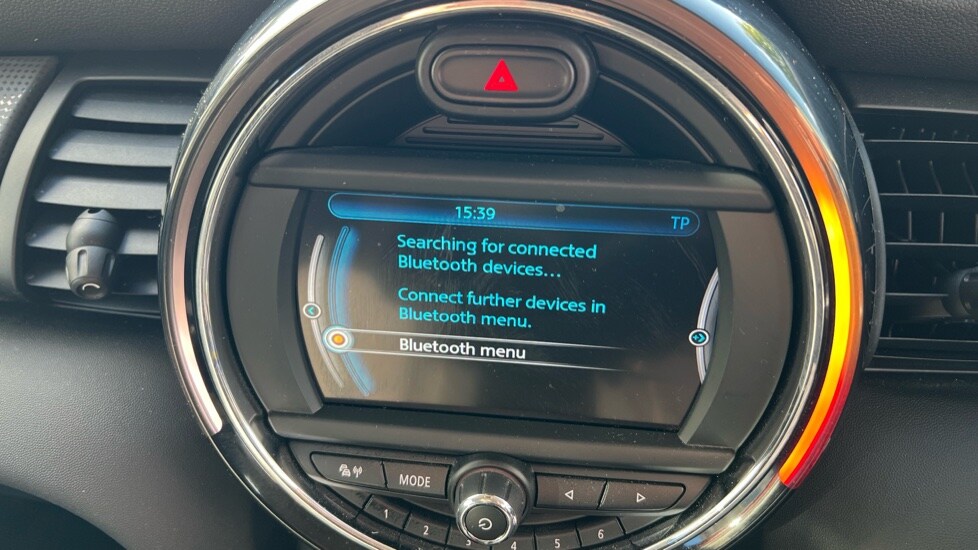 15:39
TP
Searching for connected
Bluetooth devices...
Connect further devices in
Bluetooth menu.
Bluetooth menu
MODE
1 2 3 4 5 6